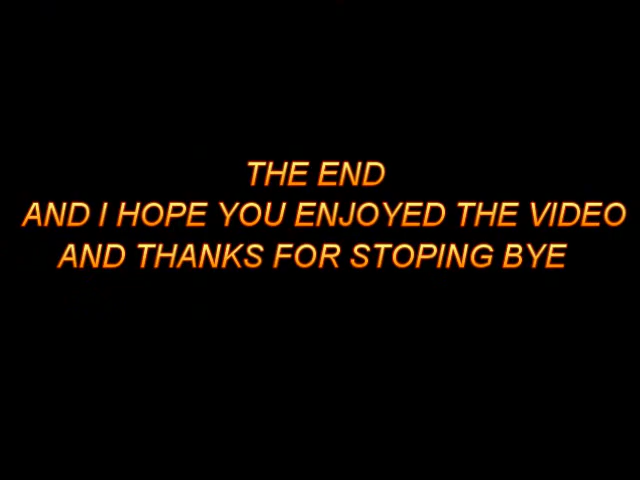 THE END
AND I HOPE YOU ENJOYED THE VIDEO
AND THANKS FOR STOPING BYE